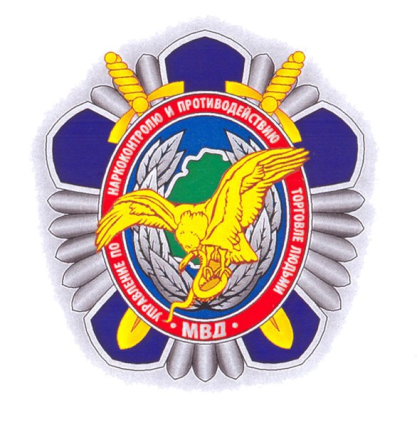 УПРАВЛЕНИЕ ПО НАРКОКОНТРОЛЮ И ПРОТИВОДЕЙСТВИЮ ТОРГОВЛЕ ЛЮДЬМИ
• МВД •